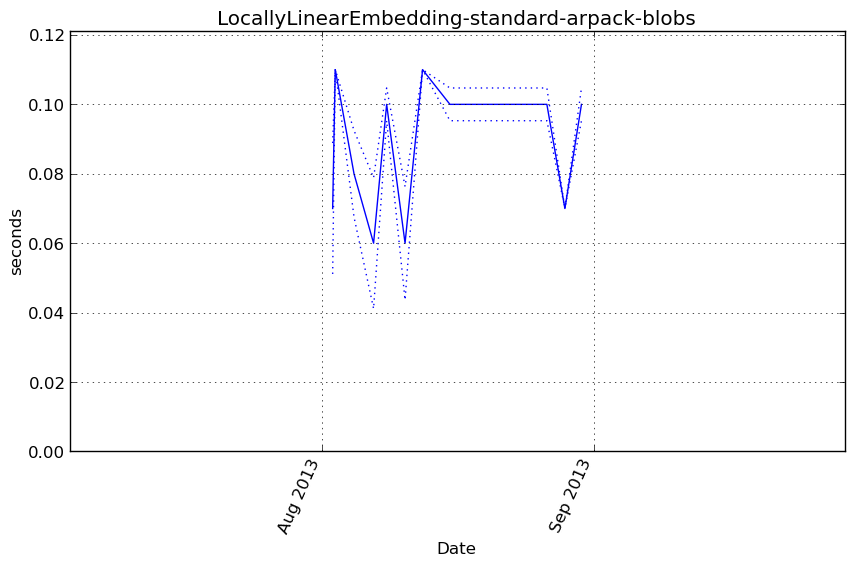 LocallyLinearEmbedding-standard-arpack-blobs
0.12
0.10
0.08
0.06
0.04
0.02
0.00
seconds
Aug 2013
Sep 2013
Date